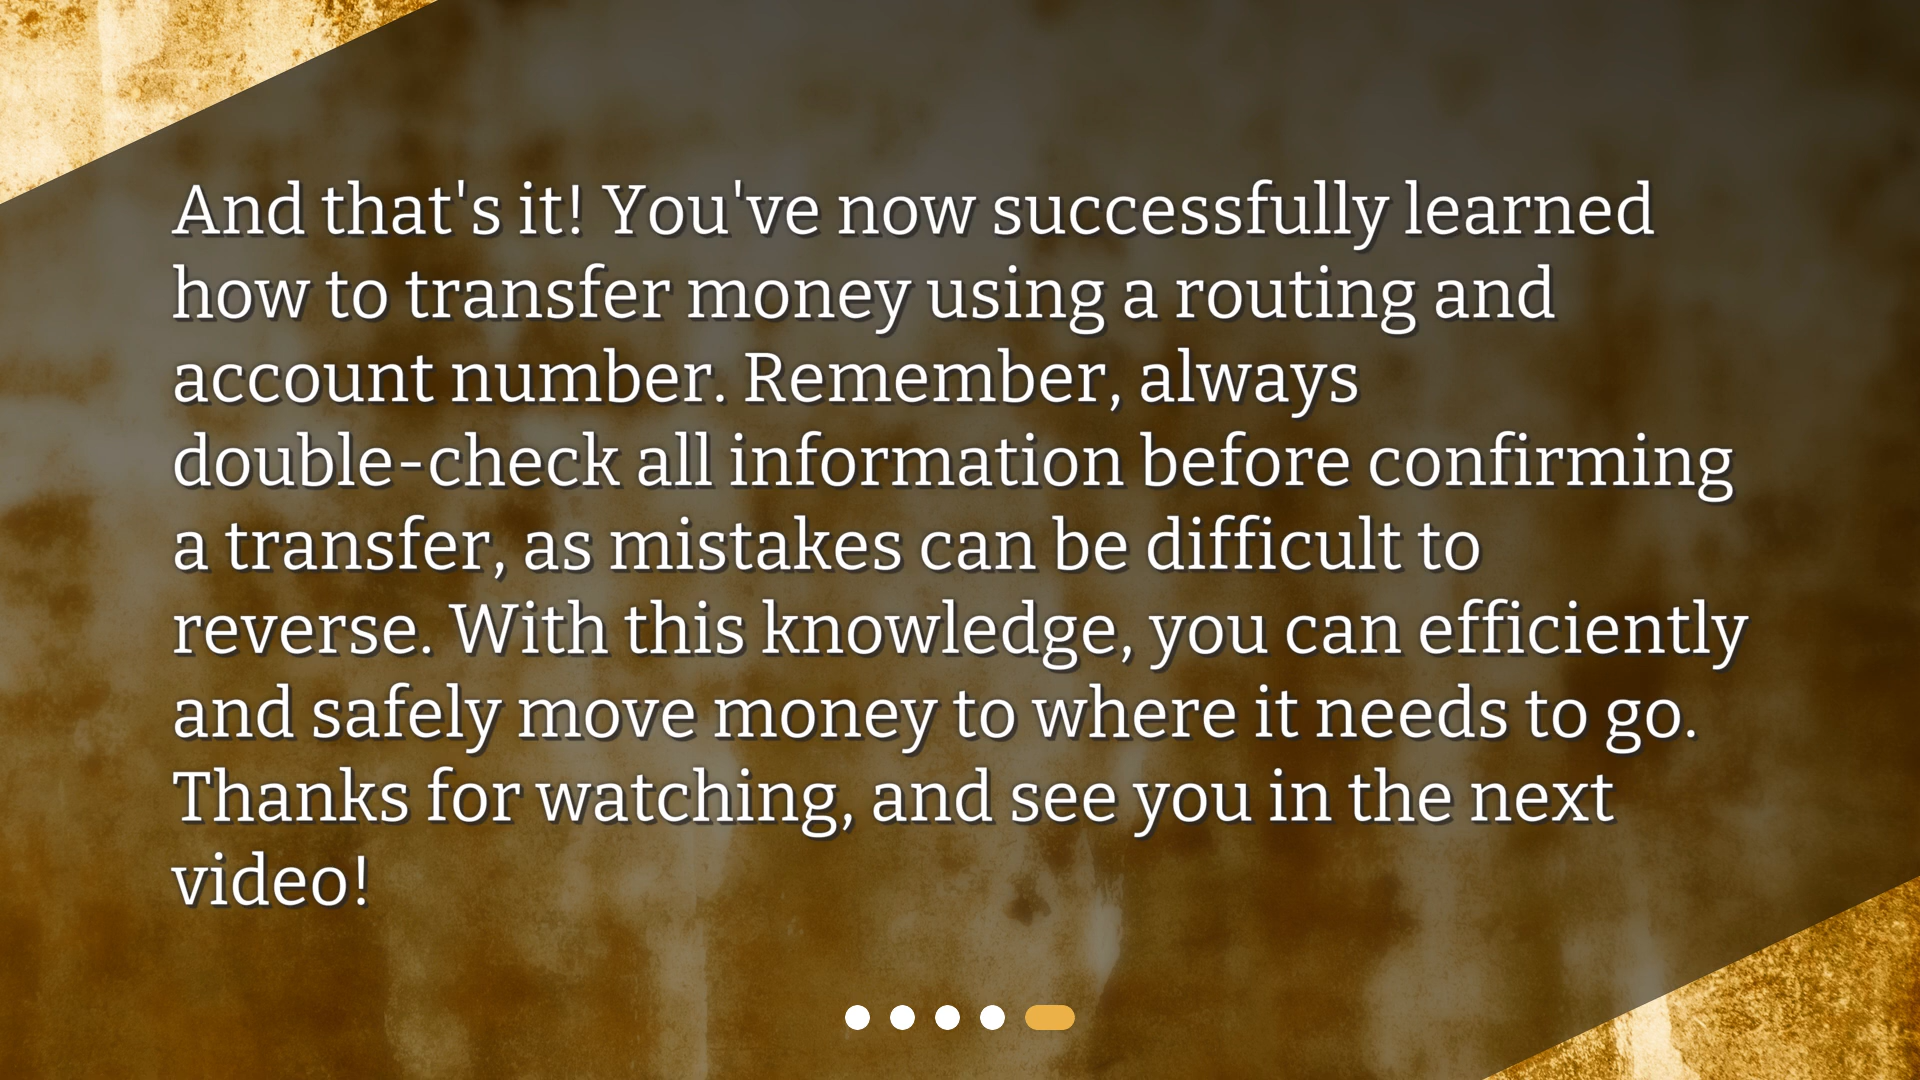 And that's it! You've now successfully learned
how to transfer money using a routing and
account number. Remember, always
double-check all information before confirming
a transfer, as mistakes can be difficult to
reverse. With this knowledge, you can efficiently
and safely move money to where it needs to go.
Thanks for watching, and see you in the next
video!